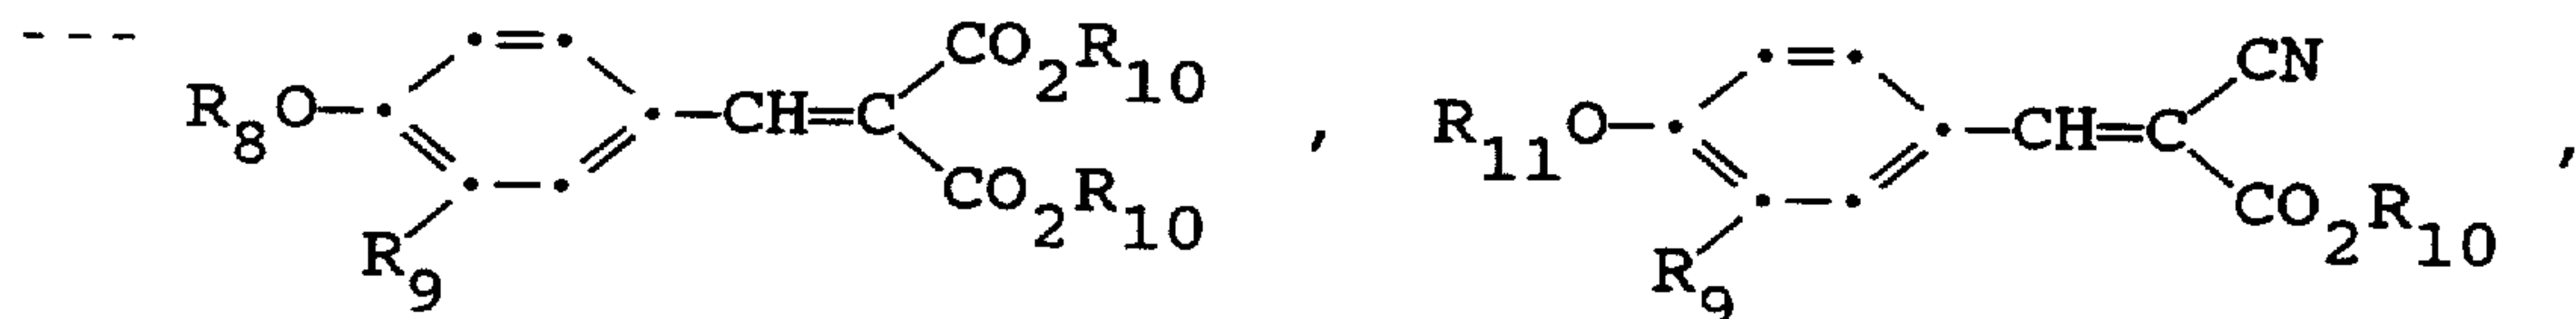 --- R8O CH=C CO2R10 CO2R10 R9 , R11O CH=C CN CO2R10 R9 ,